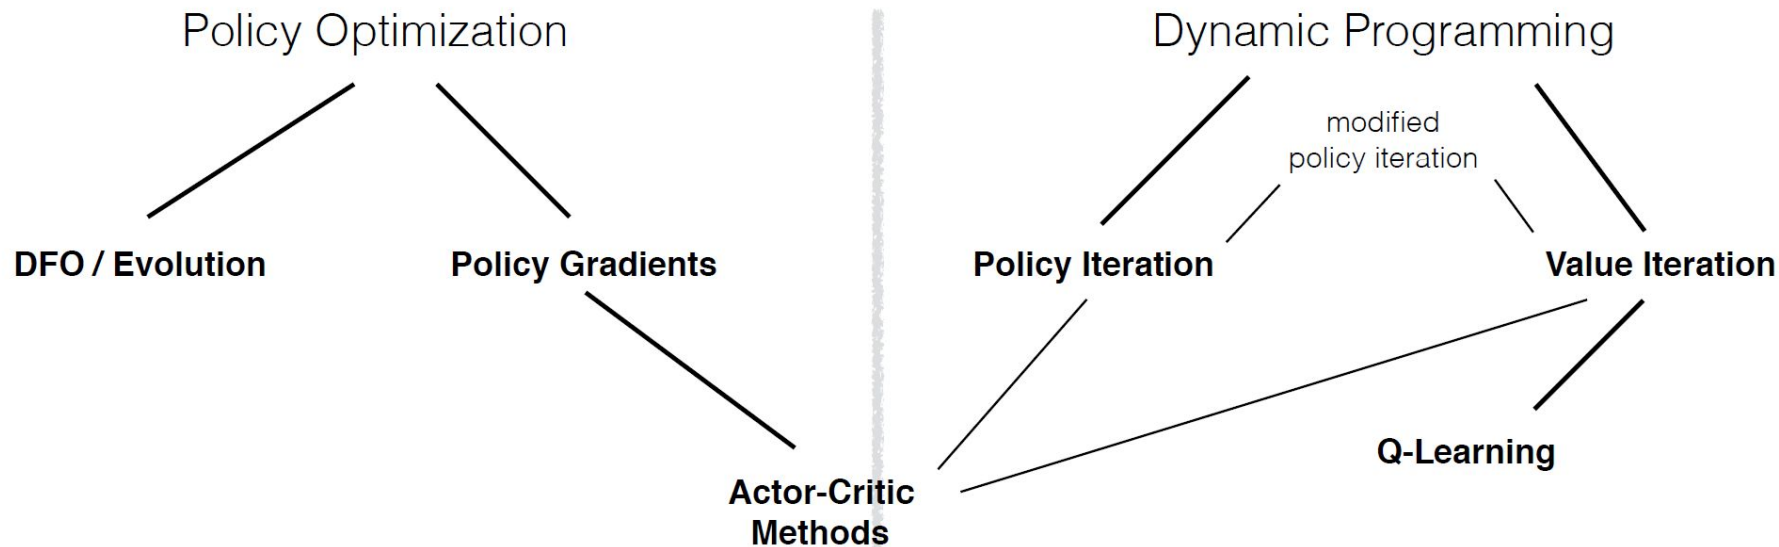 Policy Optimization
Dynamic Programming
modified
policy iteration
DFO / Evolution
Policy Gradients
Policy Iteration
Value Iteration
Q-Learning
Actor-Critic
Methods